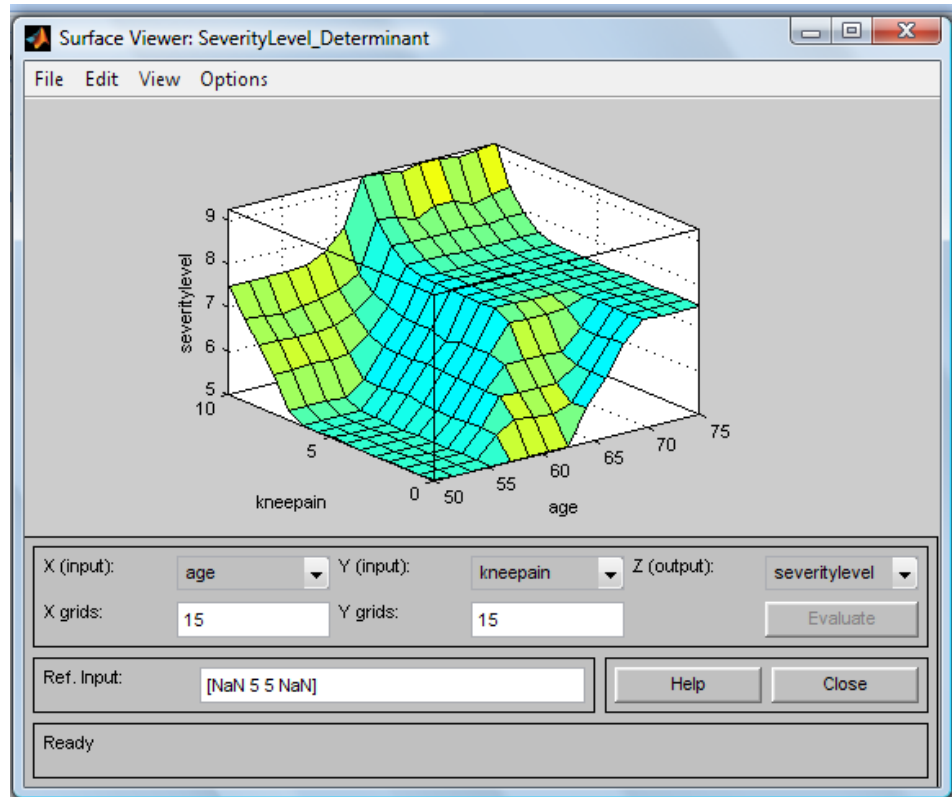 Surface Viewer: SeverityLevel_Determinant
File Edit View Options
9
8
7
6
5
severitylevel
10
5
0
kneepain
50
55
60
65
70
75
age
X (input): age Y (input): kneepain Z (output): severitylevel
X grids: 15 Y grids: 15 Evaluate
Ref. Input: [NaN 5 5 NaN] Help Close
Ready